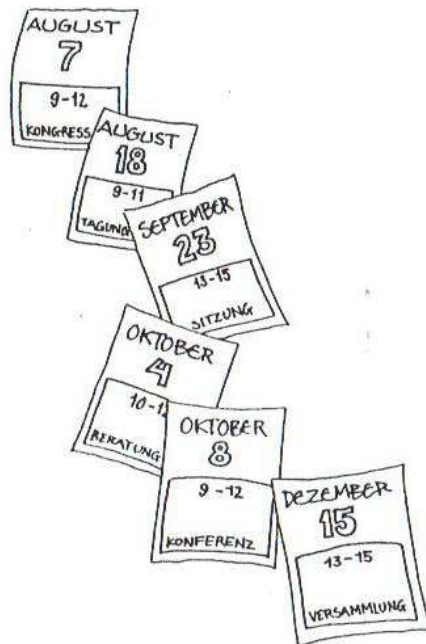 AUGUST
7
9-12
KONGRESS
AUGUST
18
9-11
SEPTEMBER
23
13-15
SITZUNG
OKTOBER
4
BERATUNG
OKTOBER
8
9-12
KONFERENZ
DEZEMBER
15
13-15
VERSAMMLUNG